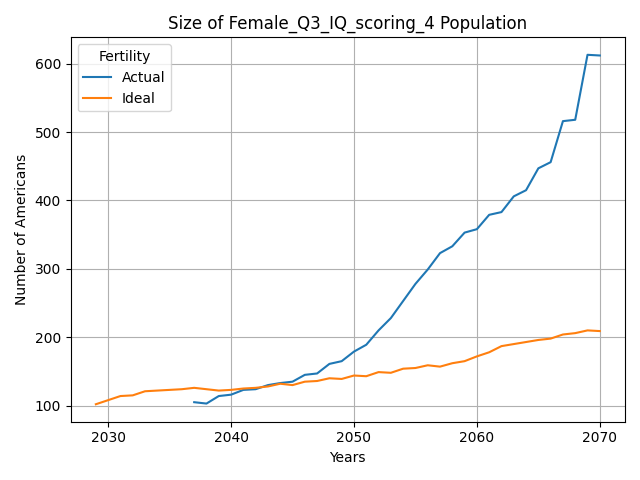 Size of Female_Q3_IQ_scoring_4 Population
Fertility
Actual
Ideal
Number of Americans
600
500
400
300
200
100
2030
2040
2050
2060
2070
Years